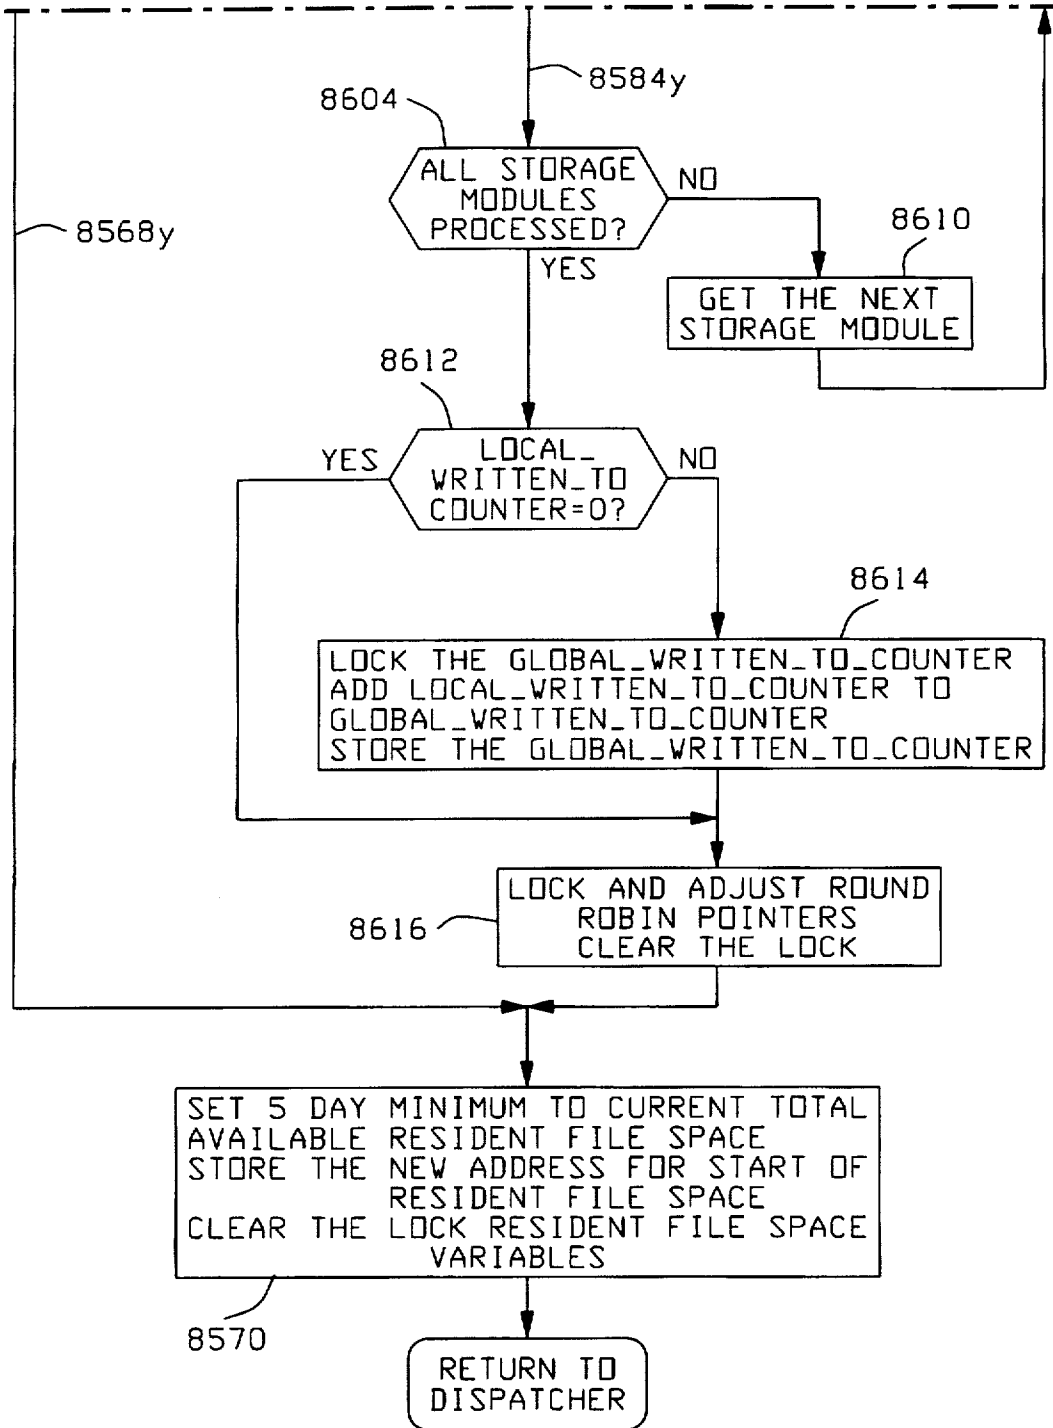 8584y
8604
ALL STORAGE
MODULES
PROCESSED?
NO
8568y
8610
YES
GET THE NEXT
STORAGE MODULE
8612
YES
LOCAL_
WRITTEN_TO
COUNTER=0?
NO
8614
LOCK THE GLOBAL_WRITTEN_TO_COUNTER
ADD LOCAL_WRITTEN_TO_COUNTER TO
GLOBAL_WRITTEN_TO_COUNTER
STORE THE GLOBAL_WRITTEN_TO_COUNTER
LOCK AND ADJUST ROUND
ROBIN POINTERS
CLEAR THE LOCK
8616
SET 5 DAY MINIMUM TO CURRENT TOTAL
AVAILABLE RESIDENT FILE SPACE
STORE THE NEW ADDRESS FOR START OF
RESIDENT FILE SPACE
CLEAR THE LOCK RESIDENT FILE SPACE
VARIABLES
8570
RETURN TO
DISPATCHER